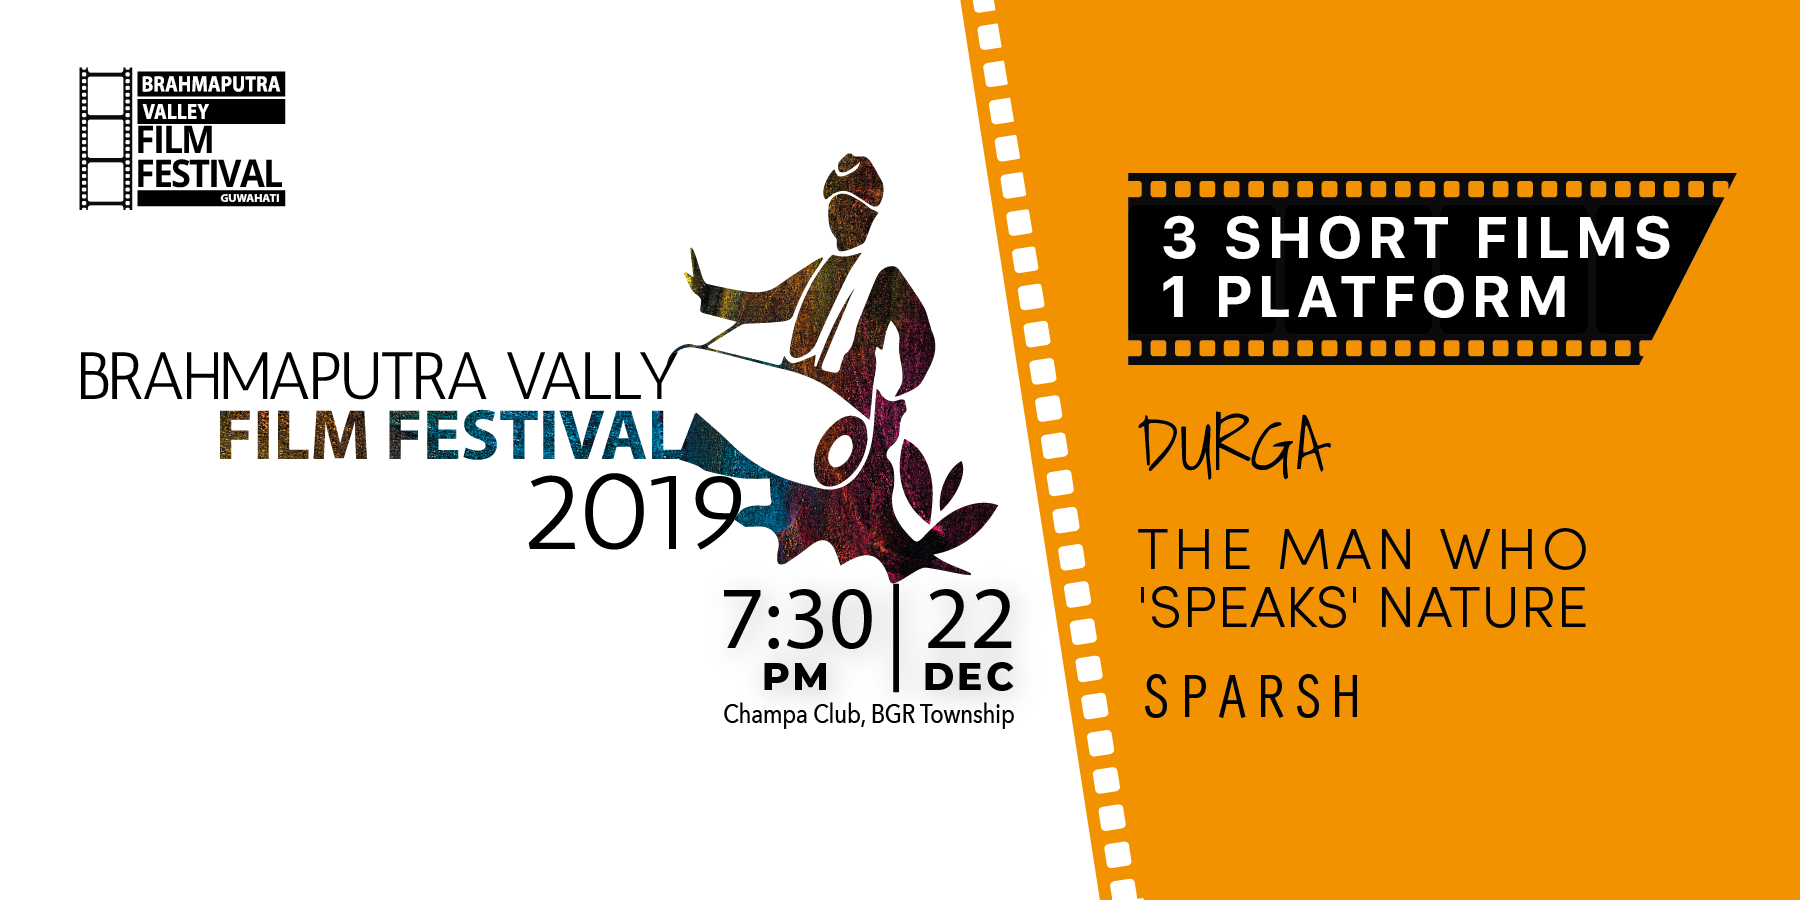 BRAHMAPUTRA
VALLEY
FILM
FESTIVAL
GUWAHATI
BRAHMAPUTRA VALLY
FILM FESTIVAL
2019
7:30 PM
22 DEC
Champa Club, BGR Township
3 SHORT FILMS
1 PLATFORM
DURGA
THE MAN WHO
'SPEAKS' NATURE
SPARSH